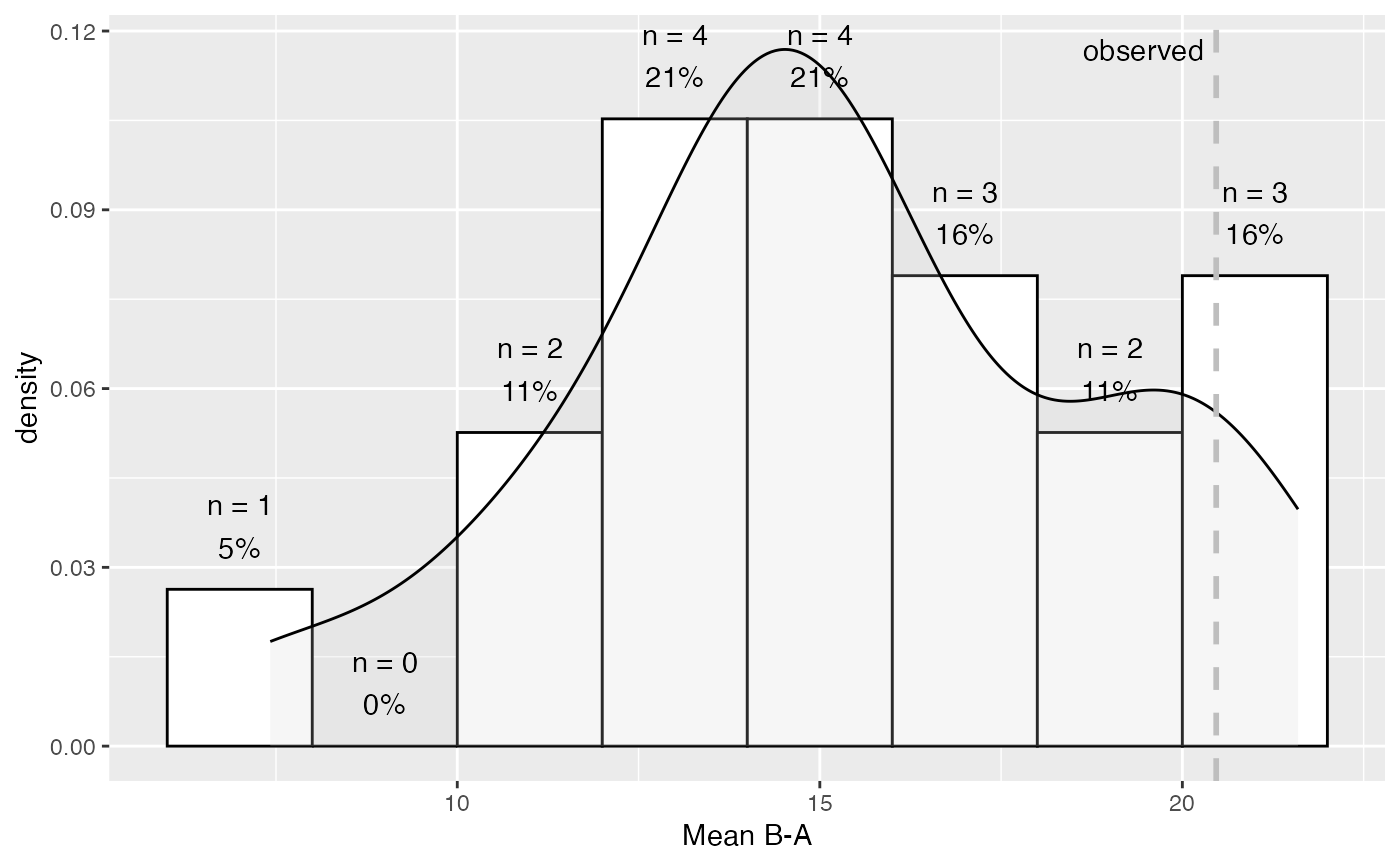 0.12
n = 4
n = 4
observed
21%
21%
0.09
n = 3
n = 3
16%
16%
n = 2
n = 2
0.06
11%
11%
density
n = 1
5%
0.03
n = 0
0%
0.00
10
15
20
Mean B-A